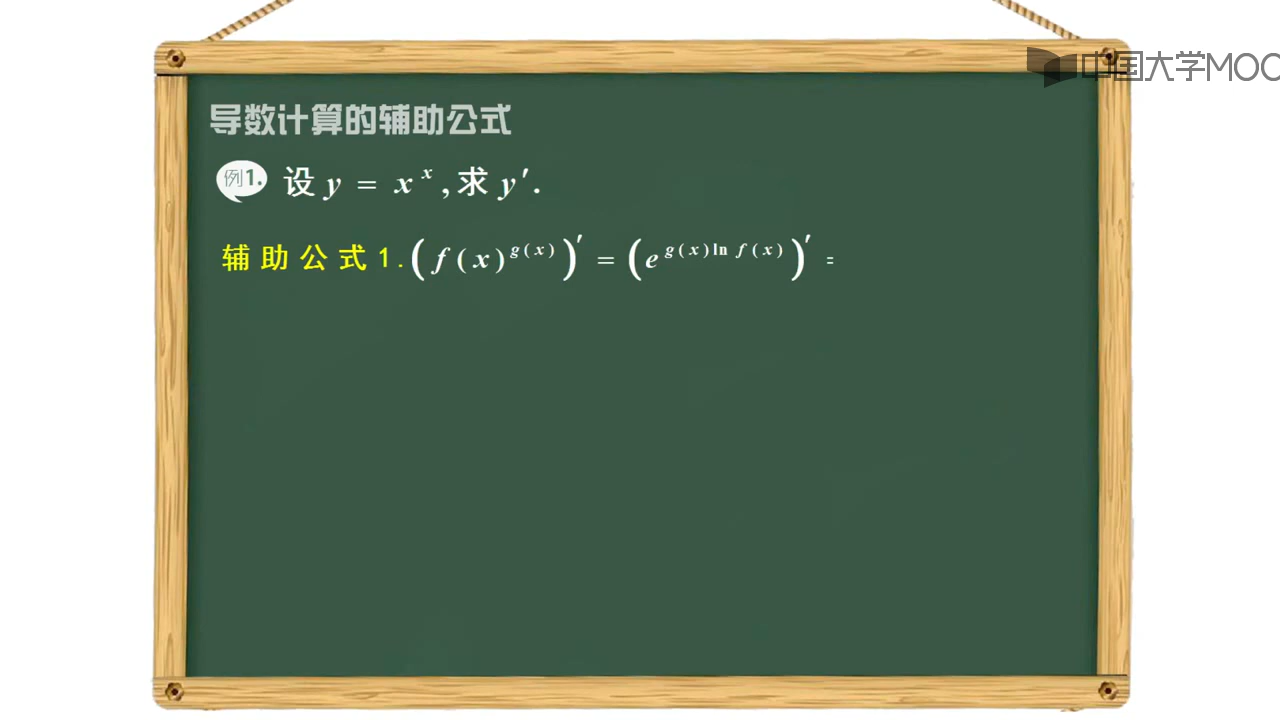 中国大学MOO
导数计算的辅助公式
例1. 设 y = x^x, 求 y′.
辅助公式1. (f(x)^{g(x)})′ = (e^{g(x) ln f(x)})′ =